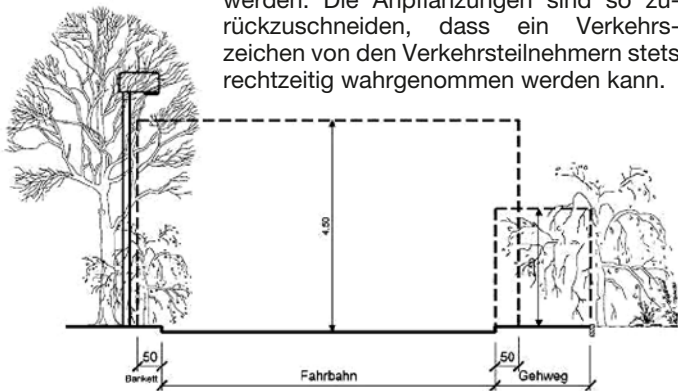 werden. Die Anpflanzungen sind so zu-
rückzuschneiden, dass ein Verkehrs-
zeichen von den Verkehrsteilnehmern stets
rechtzeitig wahrgenommen werden kann.
4.50
50
50
Bankett
Fahrbahn
Gehweg